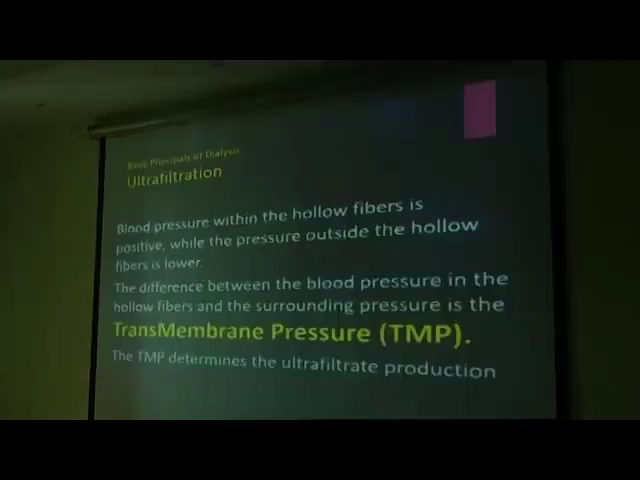 Basic Principals of Dialysis
Ultrafiltration
Blood pressure within the hollow fibers is
positive, while the pressure outside the hollow
fibers is lower.
The difference between the blood pressure in the
hollow fibers and the surrounding pressure is the
TransMembrane Pressure (TMP).
The TMP determines the ultrafiltrate production